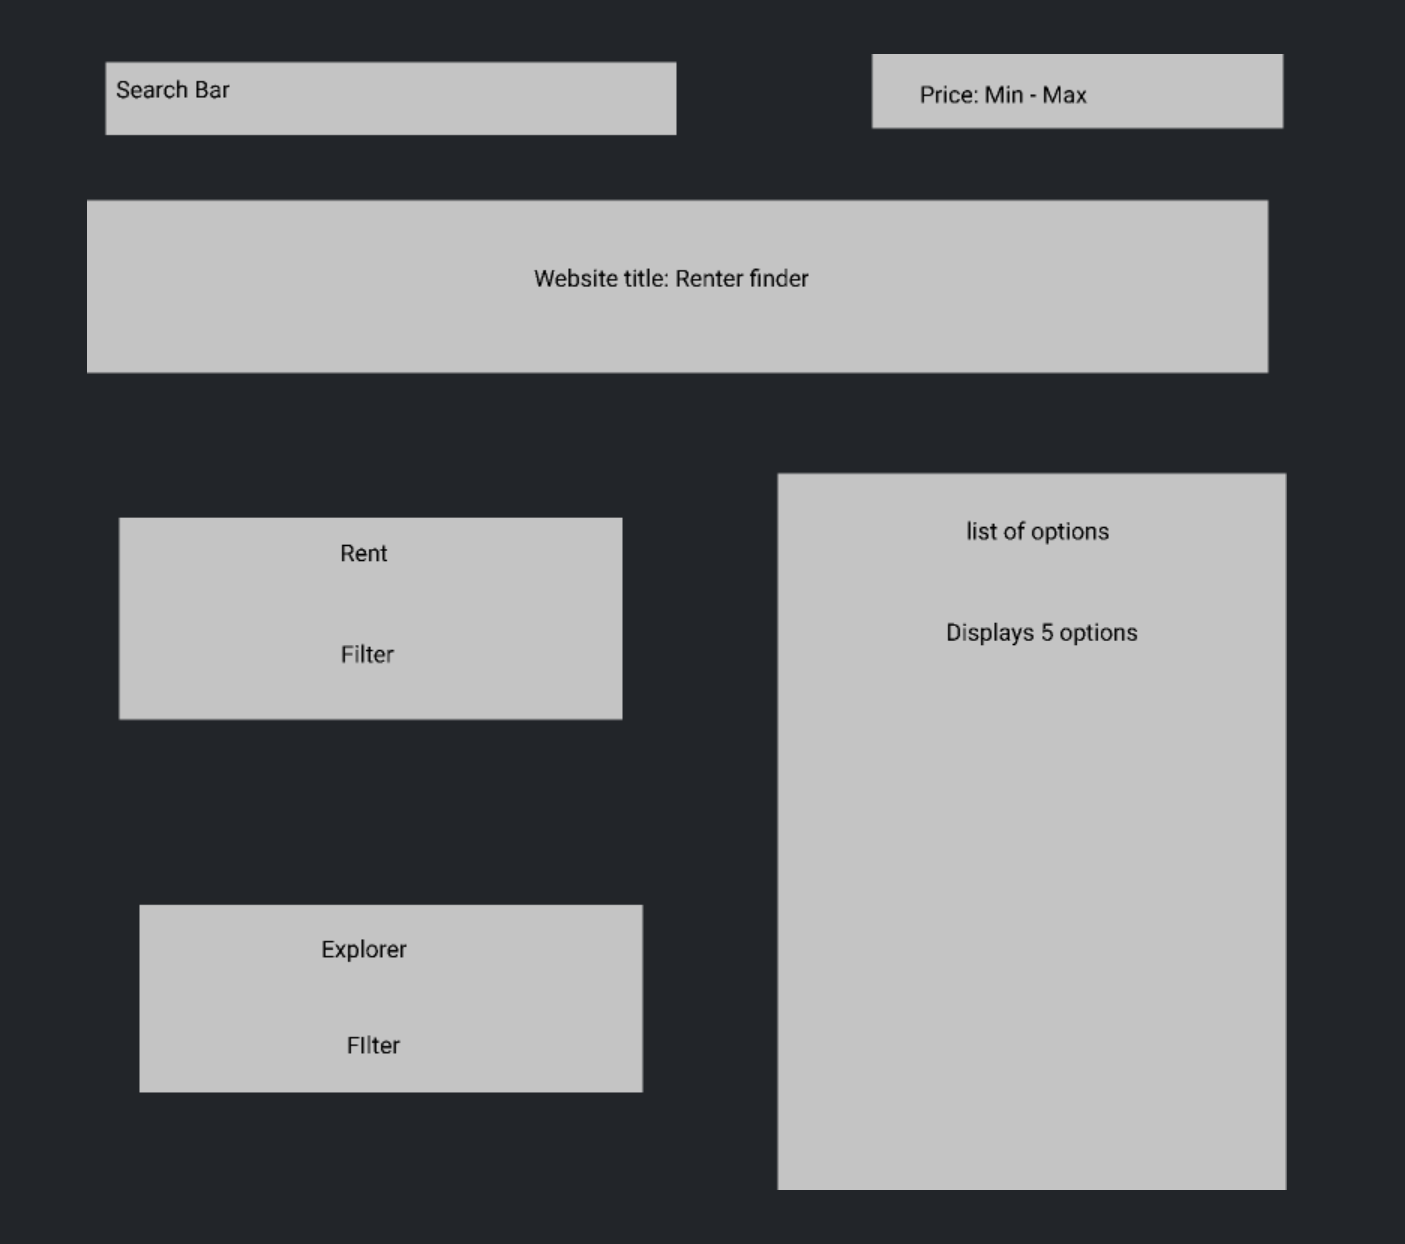 Search Bar
Price: Min - Max
Website title: Renter finder
Rent
Filter
list of options
Displays 5 options
Explorer
FIlter